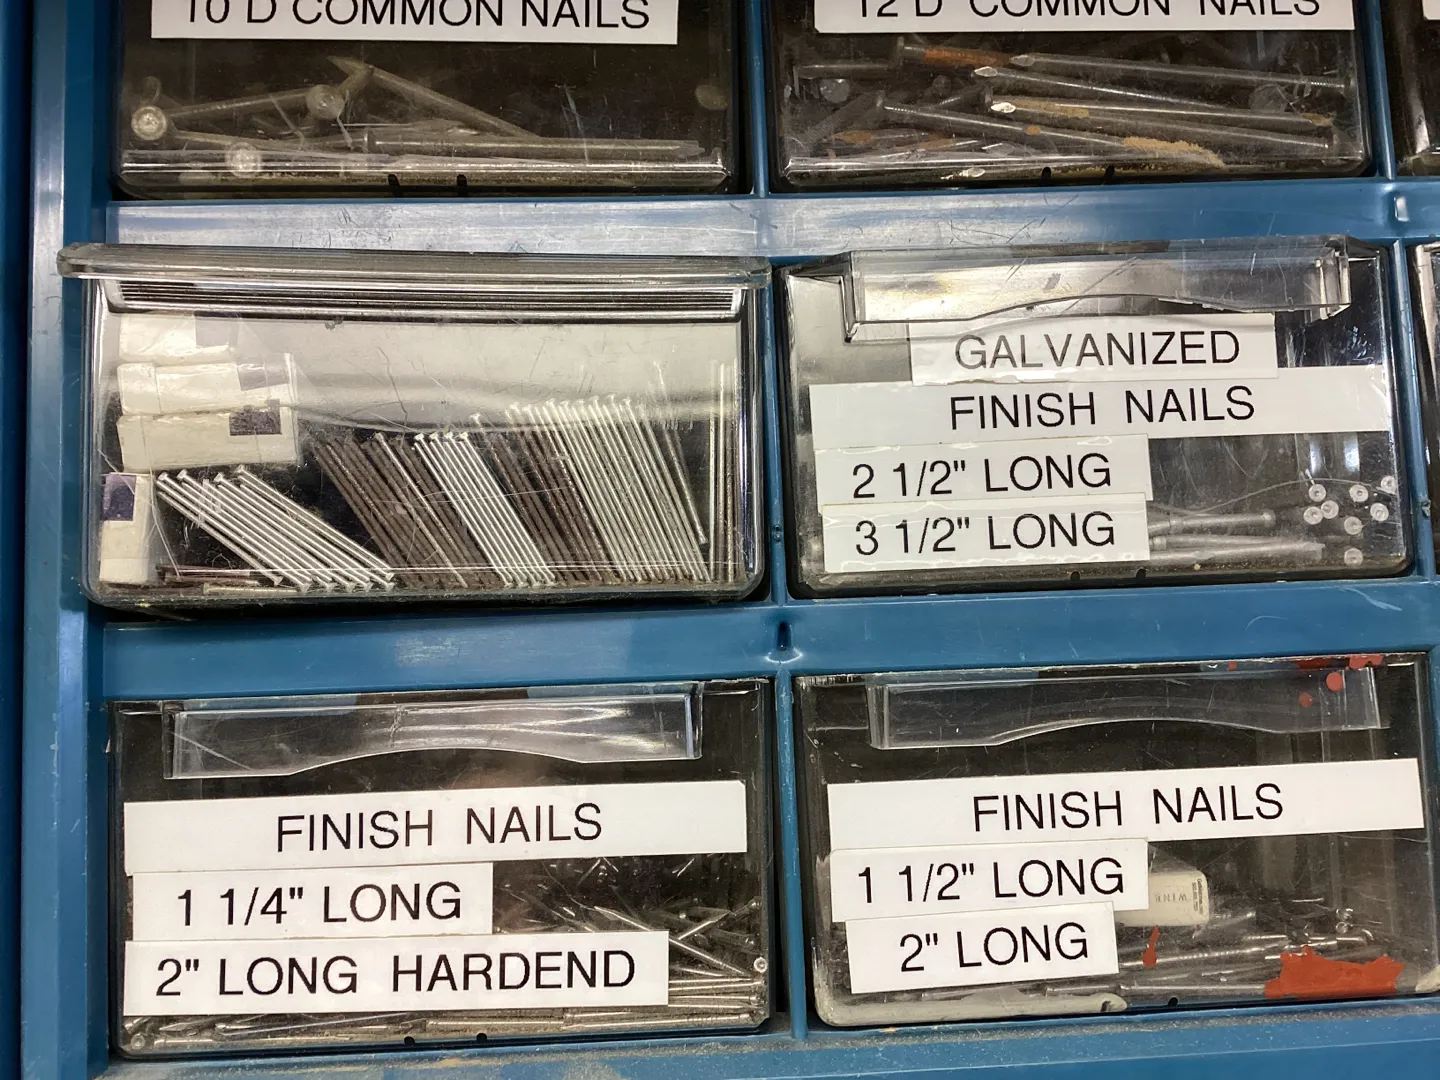 10 D COMMON NAILS
12 D COMMON NAILS
GALVANIZED
FINISH NAILS
2 1/2" LONG
3 1/2" LONG
FINISH NAILS
1 1/4" LONG
2" LONG HARDEND
FINISH NAILS
1 1/2" LONG
2" LONG
WINE